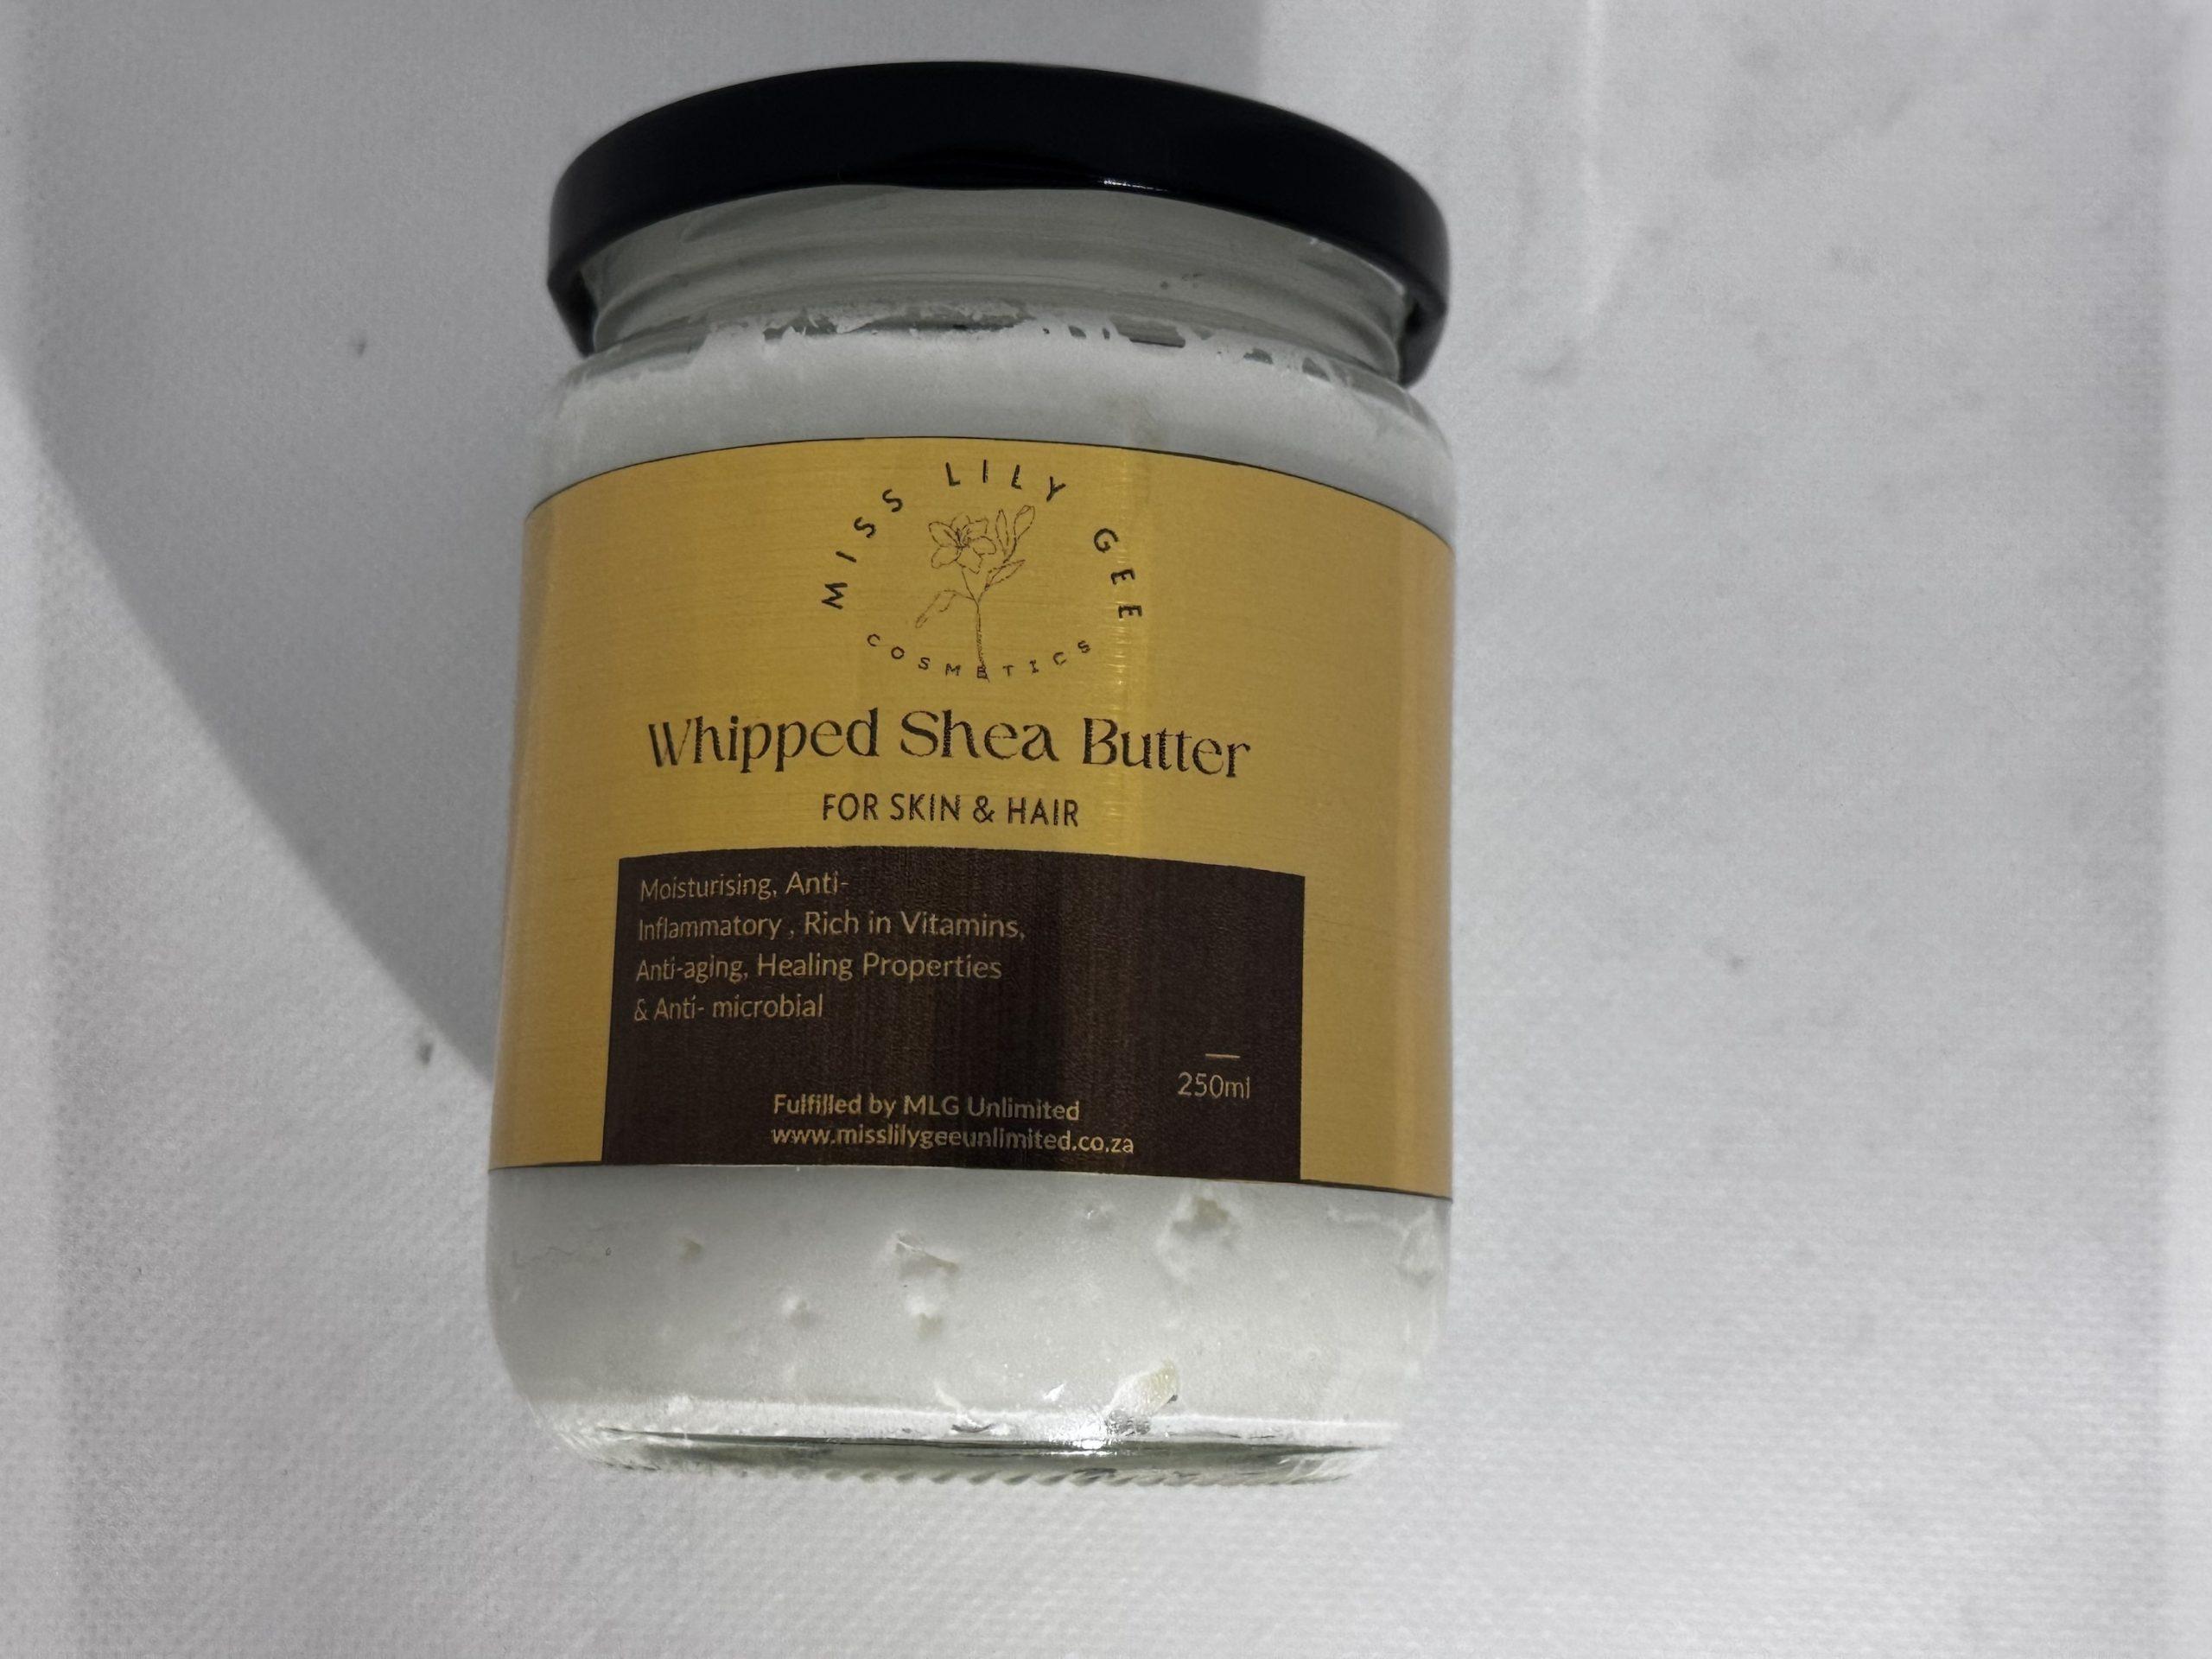 MISS LILY GEE
COSMETICS
Whipped Shea Butter
FOR SKIN & HAIR
Moisturising, Anti-
Inflammatory , Rich in Vitamins,
Anti-aging, Healing Properties
& Anti- microbial
250ml
Fulfilled by MLG Unlimited
www.misslilygeeunlimited.co.za